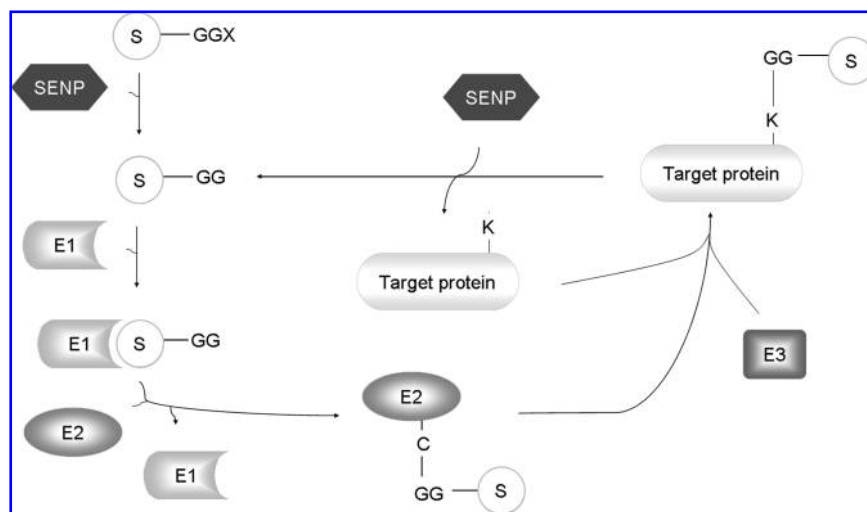 S GGX
GG S
SENP
SENP
K
Target protein
S GG
K
E1
Target protein
E1 S GG
E3
E2
E2
C
E1
GG S